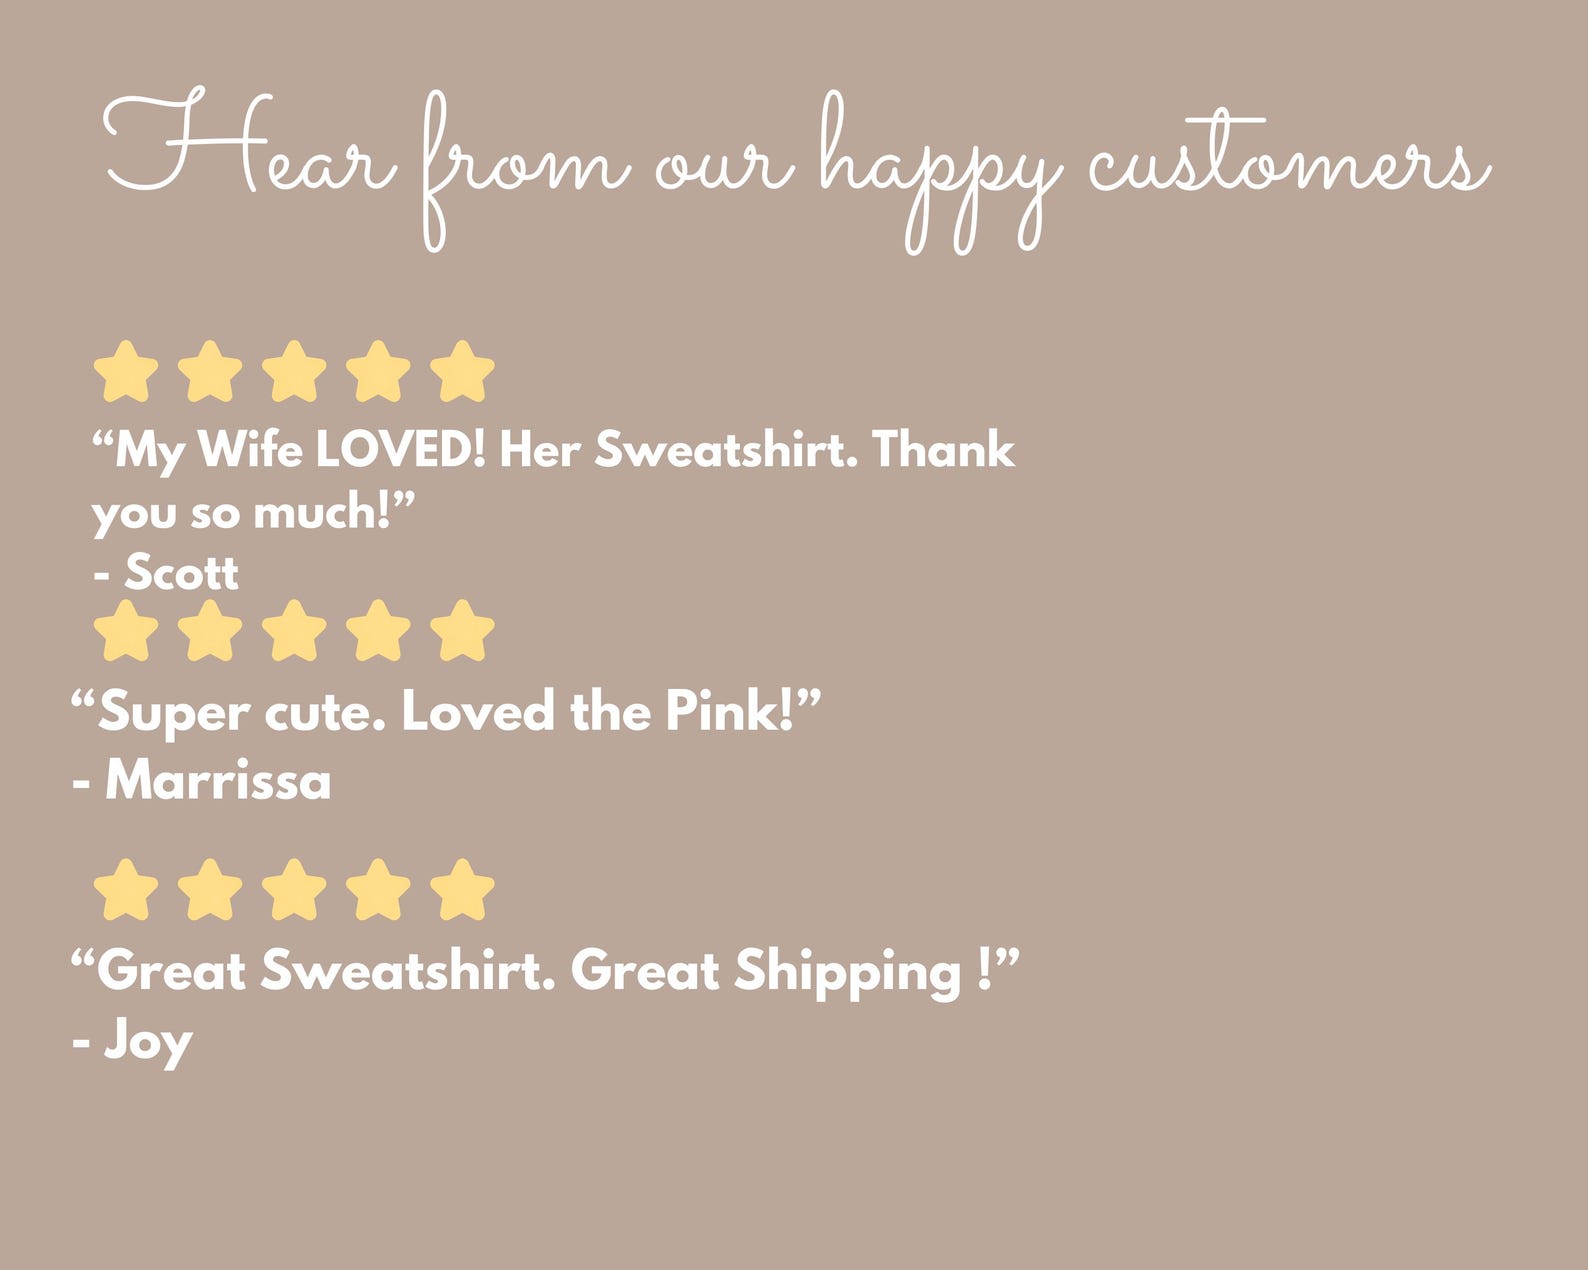 Hear from our happy customers
“My Wife LOVED! Her Sweatshirt. Thank
you so much!”
- Scott
“Super cute. Loved the Pink!”
- Marrissa
“Great Sweatshirt. Great Shipping !”
- Joy